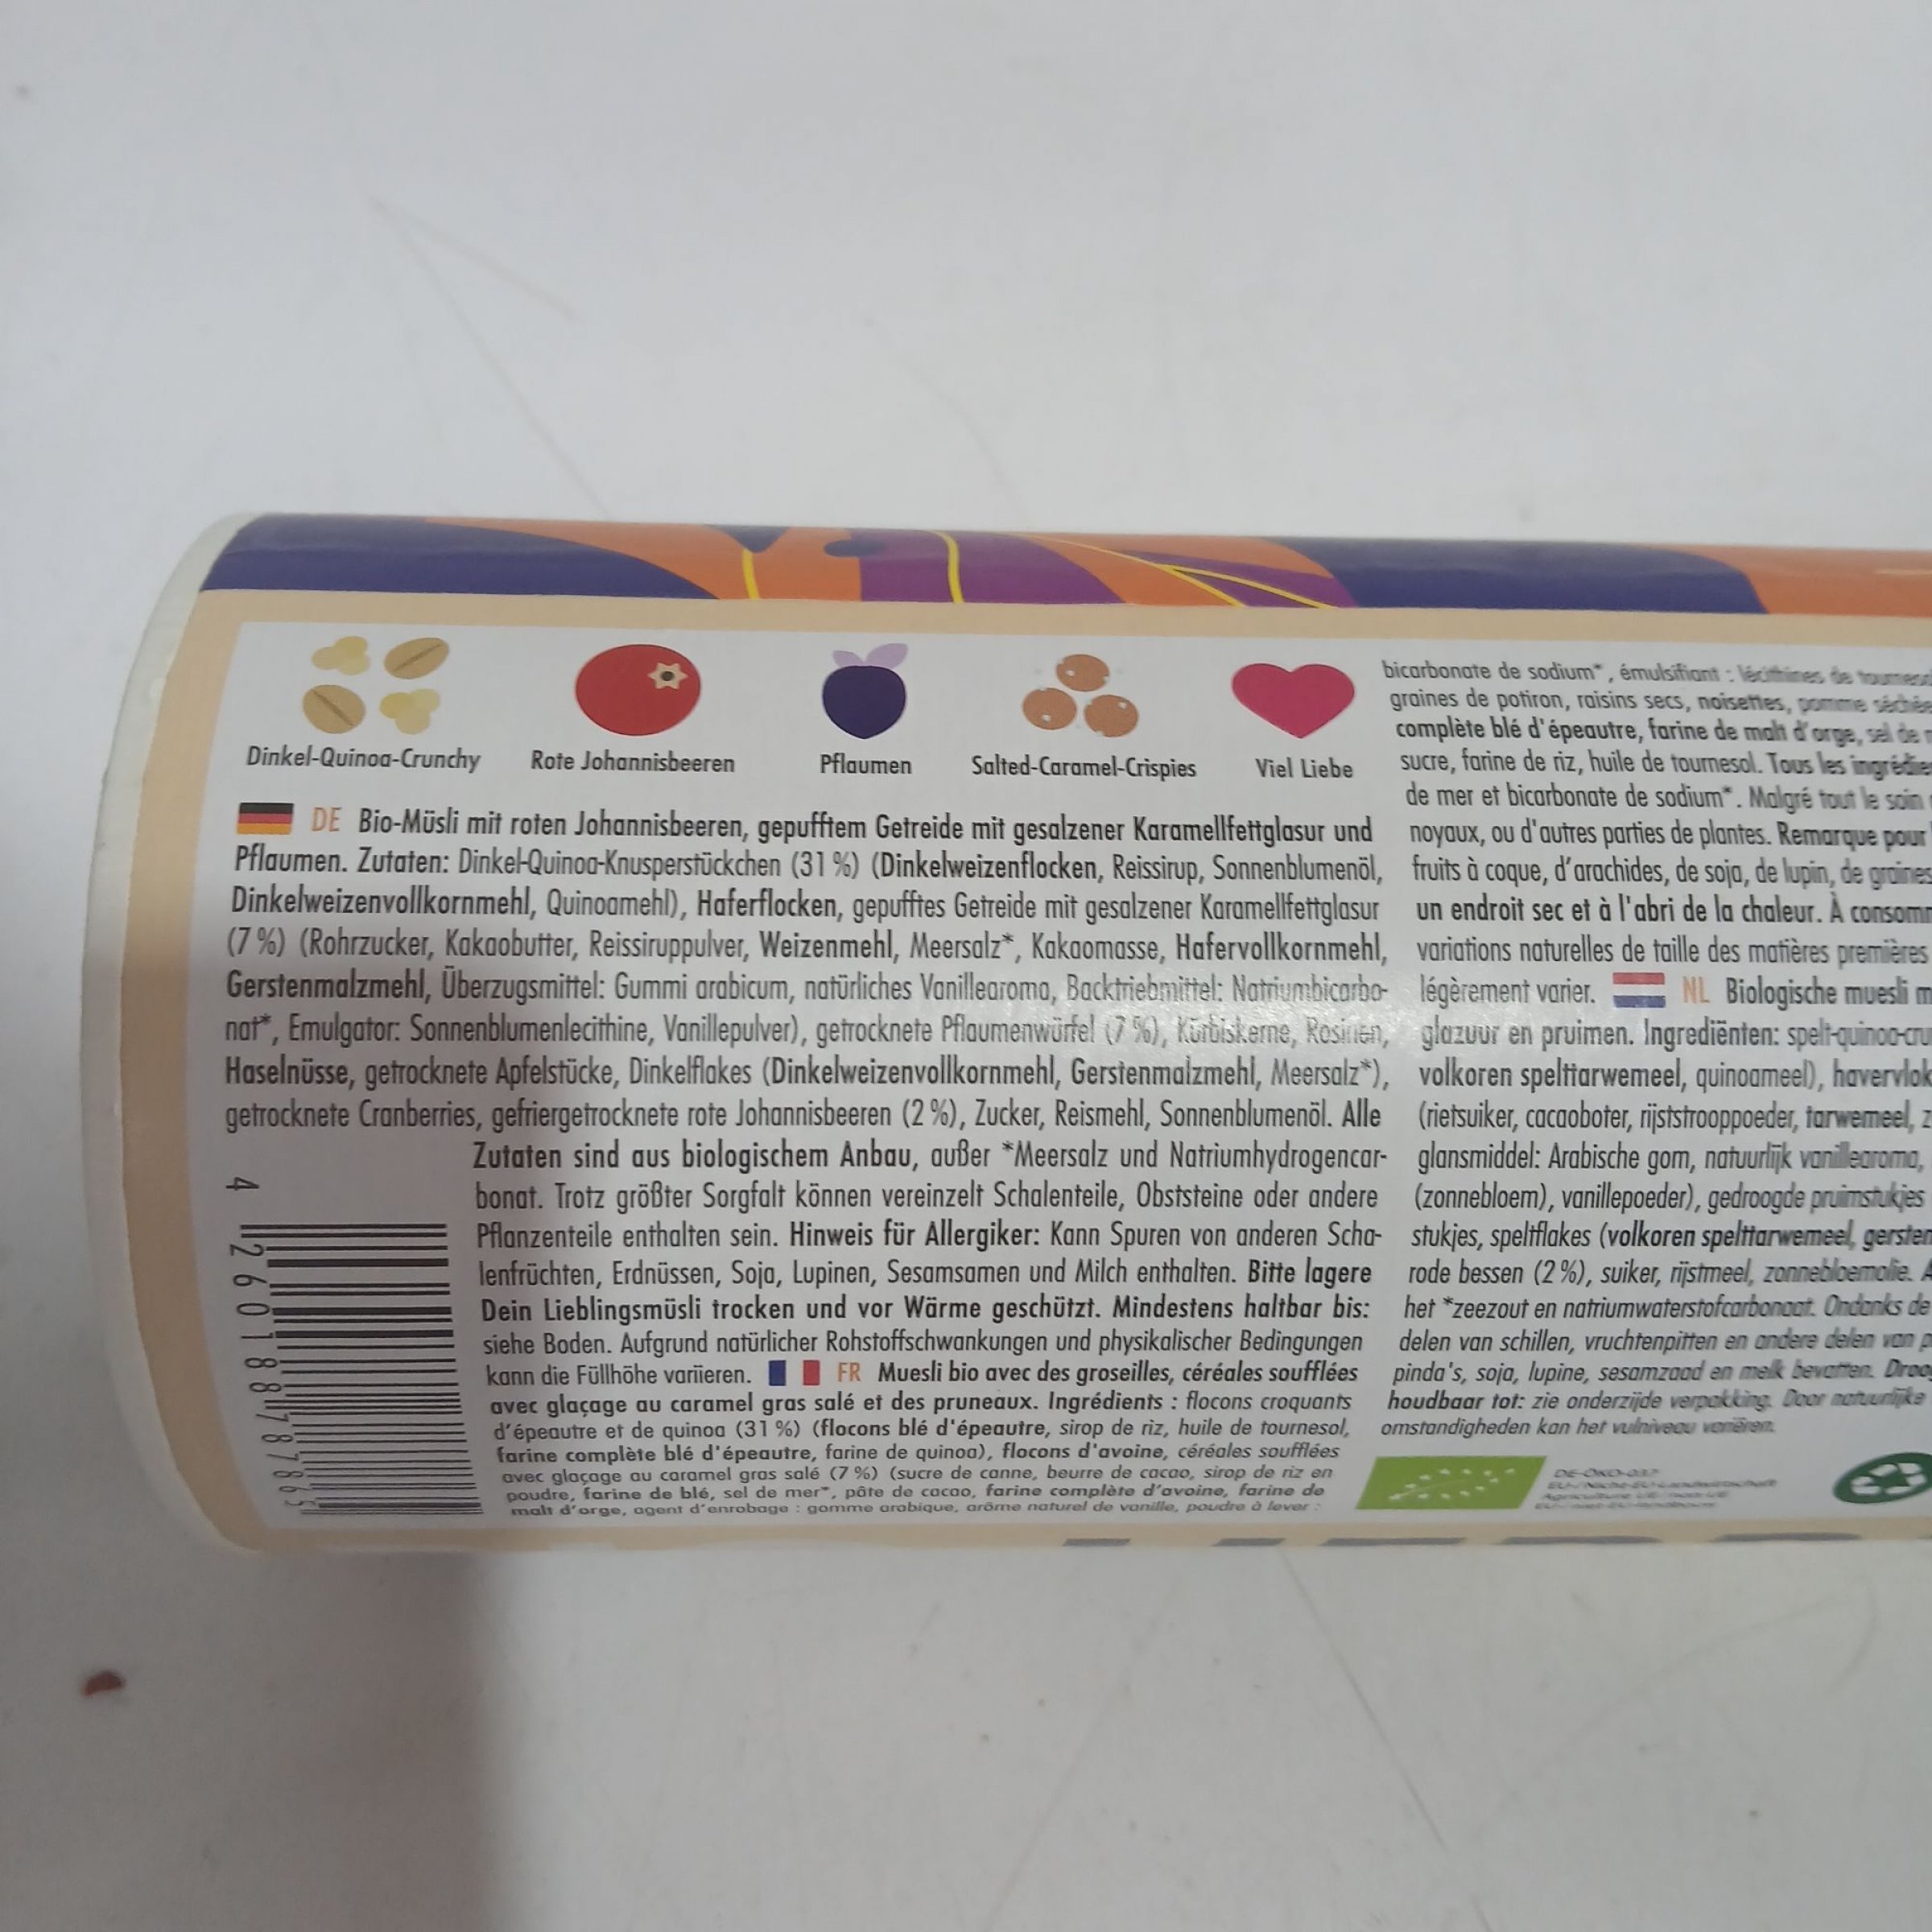 Dinkel-Quinoa-Crunchy
Rote Johannisbeeren
Pflaumen
Salted-Caramel-Crispies
Viel Liebe
DE Bio-Müsli mit roten Johannisbeeren, gepufftem Getreide mit gesalzener Karamellfettglasur und
Pflaumen. Zutaten: Dinkel-Quinoa-Knusperstückchen (31 %) (Dinkelweizenflocken, Reissirup, Sonnenblumenöl,
Dinkelweizenvollkornmehl, Quinoamehl), Haferflocken, gepufftes Getreide mit gesalzener Karamellfettglasur
(7 %) (Rohrzucker, Kakaobutter, Reissiruppulver, Weizenmehl, Meersalz*, Kakaomasse, Hafervollkornmehl,
Gerstenmalzmehl, Überzugsmittel: Gummi arabicum, natürliches Vanillearoma, Backtriebmittel: Natriumbicarbo-
nat*, Emulgator: Sonnenblumenlecithine, Vanillepulver), getrocknete Pflaumenwürfel (7 %), Kürbiskerne, Rosinen,
Haselnüsse, getrocknete Apfelstücke, Dinkelflakes (Dinkelweizenvollkornmehl, Gerstenmalzmehl, Meersalz*),
getrocknete Cranberries, gefriergetrocknete rote Johannisbeeren (2 %), Zucker, Reismehl, Sonnenblumenöl. Alle
Zutaten sind aus biologischem Anbau, außer *Meersalz und Natriumhydrogencar-
bonat. Trotz größter Sorgfalt können vereinzelt Schalenteile, Obststeine oder andere
Pflanzenteile enthalten sein. Hinweis für Allergiker: Kann Spuren von anderen Scha-
lenfrüchten, Erdnüssen, Soja, Lupinen, Sesamsamen und Milch enthalten. Bitte lagere
Dein Lieblingsmüsli trocken und vor Wärme geschützt. Mindestens haltbar bis:
siehe Boden. Aufgrund natürlicher Rohstoffschwankungen und physikalischer Bedingungen
kann die Füllhöhe variieren. FR Muesli bio avec des groseilles, céréales soufflées
avec glaçage au caramel gras salé et des pruneaux. Ingrédients : flocons croquants
d'épeautre et de quinoa (31 %) (flocons blé d'épeautre, sirop de riz, huile de tournesol,
farine complète blé d'épeautre, farine de quinoa), flocons d'avoine, céréales soufflées
avec glaçage au caramel gras salé (7 %) (sucre de canne, beurre de cacao, sirop de riz en
poudre, farine de blé, sel de mer*, pâte de cacao, farine complète d'avoine, farine de
malt d'orge, agent d'enrobage : gomme arabique, arôme naturel de vanille, poudre à lever :
4 260188 787865
bicarbonate de sodium*, émulsifiant : lécithines de
graines de potiron, raisins secs, noisettes, pomme séchée
complète blé d'épeautre, farine de malt d'orge, sel de
sucre, farine de riz, huile de tournesol. Tous les
de mer et bicarbonate de sodium*. Malgré tout le soin
noyaux, ou d'autres parties de plantes. Remarque pour
fruits à coque, d'arachides, de soja, de lupin, de graines
un endroit sec et à l'abri de la chaleur. À
variations naturelles de taille des matières premières
légèrement varier. NL Biologische muesli
glazuur en pruimen. Ingrediënten:
volkoren spelttarwemeel, quinoameel),
(rietsuiker, cacaoboter, rijststrooppoeder, tarwemeel,
glansmiddel: Arabische gom, natuurlijk vanillearoma,
(zonnebloem), vanillepoeder), gedroogde pruimstukjes
stukjes, speltflakes (volkoren spelttarwemeel,
rode bessen (2 %), suiker, rijstmeel, zonnebloemolie.
het *zeezout en natriumwaterstofcarbonaat. Ondanks de
delen van schillen, vruchtenpitten en andere delen van
pinda's, soja, lupine, sesamzaad en melk bevatten.
houdbaar tot: zie onderzijde verpakking. Door natuurlijke
omstandigheden kan het vulniveau variëren.
DE-ÖKO-037